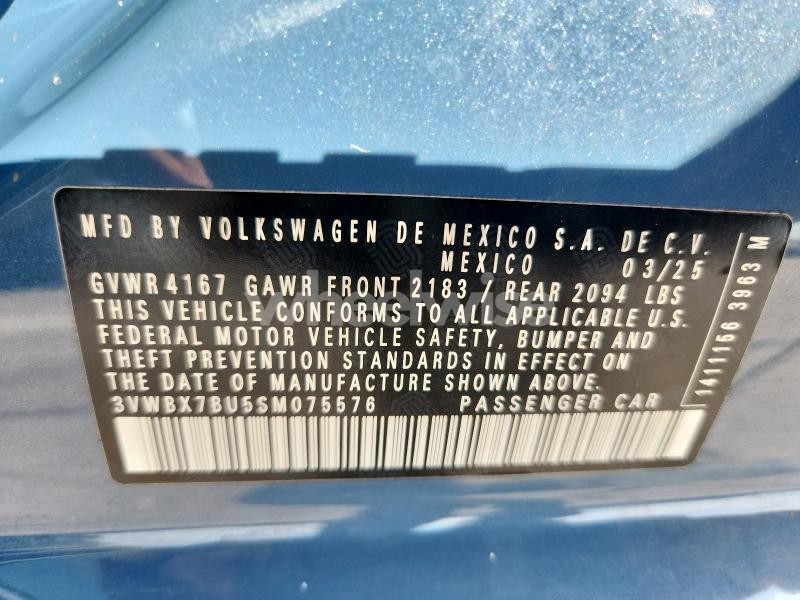 MFD BY VOLKSWAGEN DE MEXICO S.A. DE C.V.
MEXICO 03/25
GVWR 4167 GAWR FRONT 2183 / REAR 2094 LBS
THIS VEHICLE CONFORMS TO ALL APPLICABLE U.S.
FEDERAL MOTOR VEHICLE SAFETY, BUMPER AND
THEFT PREVENTION STANDARDS IN EFFECT ON
THE DATE OF MANUFACTURE SHOWN ABOVE.
3VWBX7BU5SM075576 PASSENGER CAR
1411156 3963 M
wheelwise